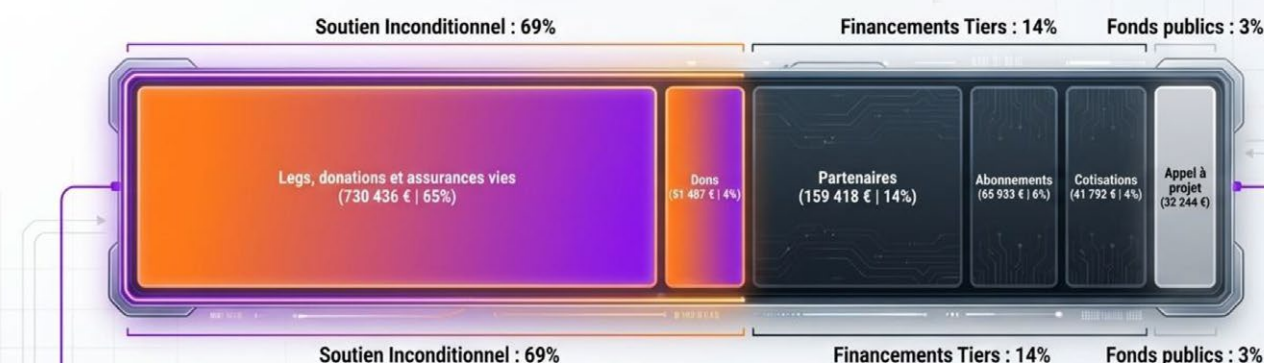 Soutien Inconditionnel : 69%
Financements Tiers : 14%
Fonds publics : 3%
Legs, donations et assurances vies
(730 436 € | 65%)
Dons
(51 487 € | 4%)
Partenaires
(159 418 € | 14%)
Abonnements
(65 933 € | 6%)
Cotisations
(41 792 € | 4%)
Appel à
projet
(32 244 €)
Soutien Inconditionnel : 69%
Financements Tiers : 14%
Fonds publics : 3%